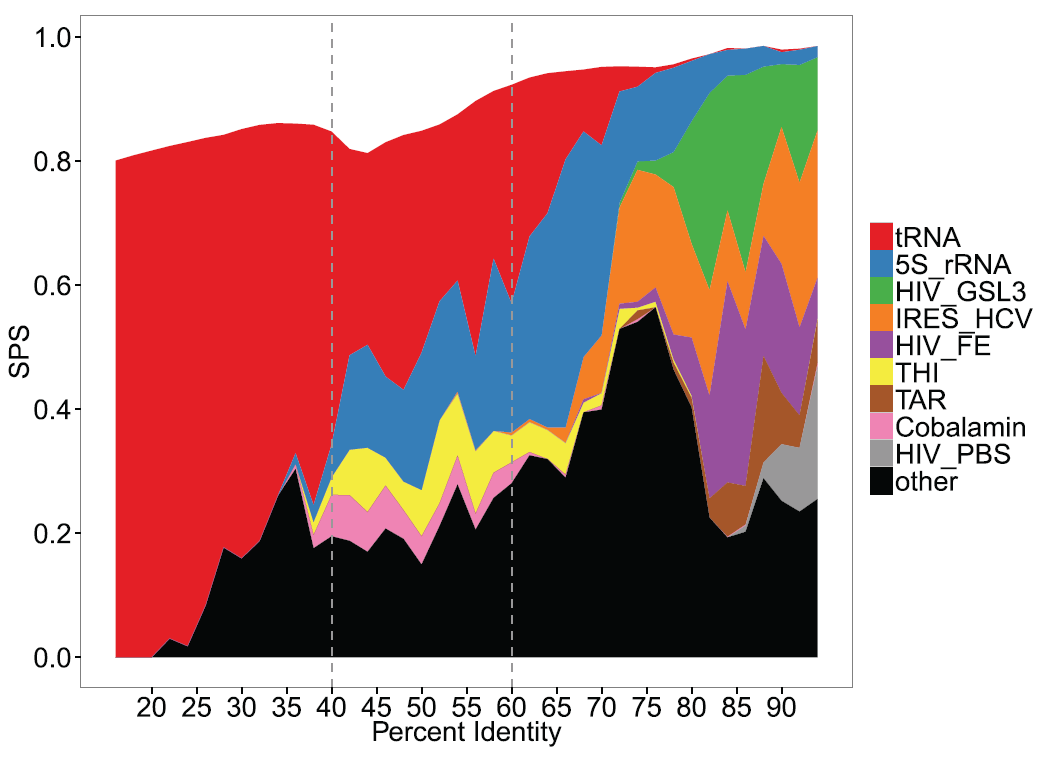 1.0
0.8
0.6
0.4
0.2
0.0
SPS
20 25 30 35 40 45 50 55 60 65 70 75 80 85 90
Percent Identity
tRNA
5S_rRNA
HIV_GSL3
IRES_HCV
HIV_FE
THI
TAR
Cobalamin
HIV_PBS
other